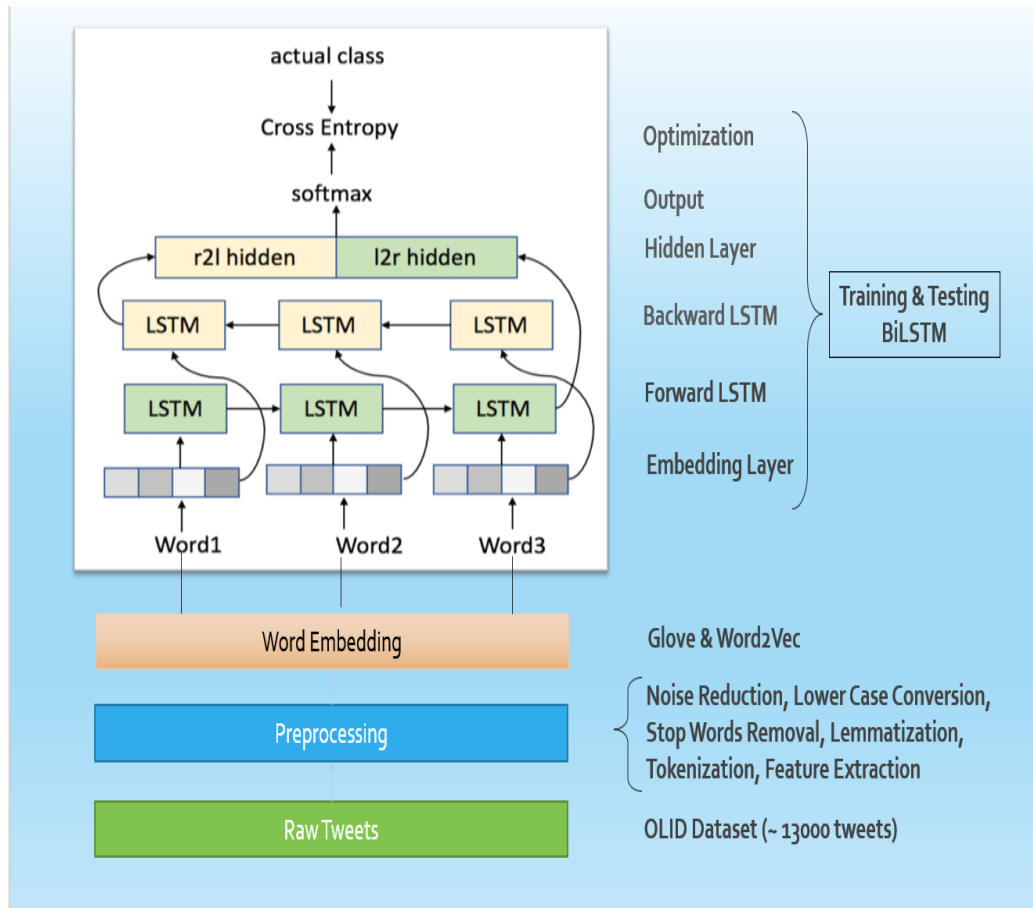 actual class
Cross Entropy
softmax
r2l hidden l2r hidden
LSTM LSTM LSTM
LSTM LSTM LSTM
Word1 Word2 Word3
Optimization
Output
Hidden Layer
Backward LSTM
Forward LSTM
Embedding Layer
Training & Testing
BiLSTM
Word Embedding
Glove & Word2Vec
Preprocessing
Noise Reduction, Lower Case Conversion,
Stop Words Removal, Lemmatization,
Tokenization, Feature Extraction
Raw Tweets
OLID Dataset (~ 13000 tweets)